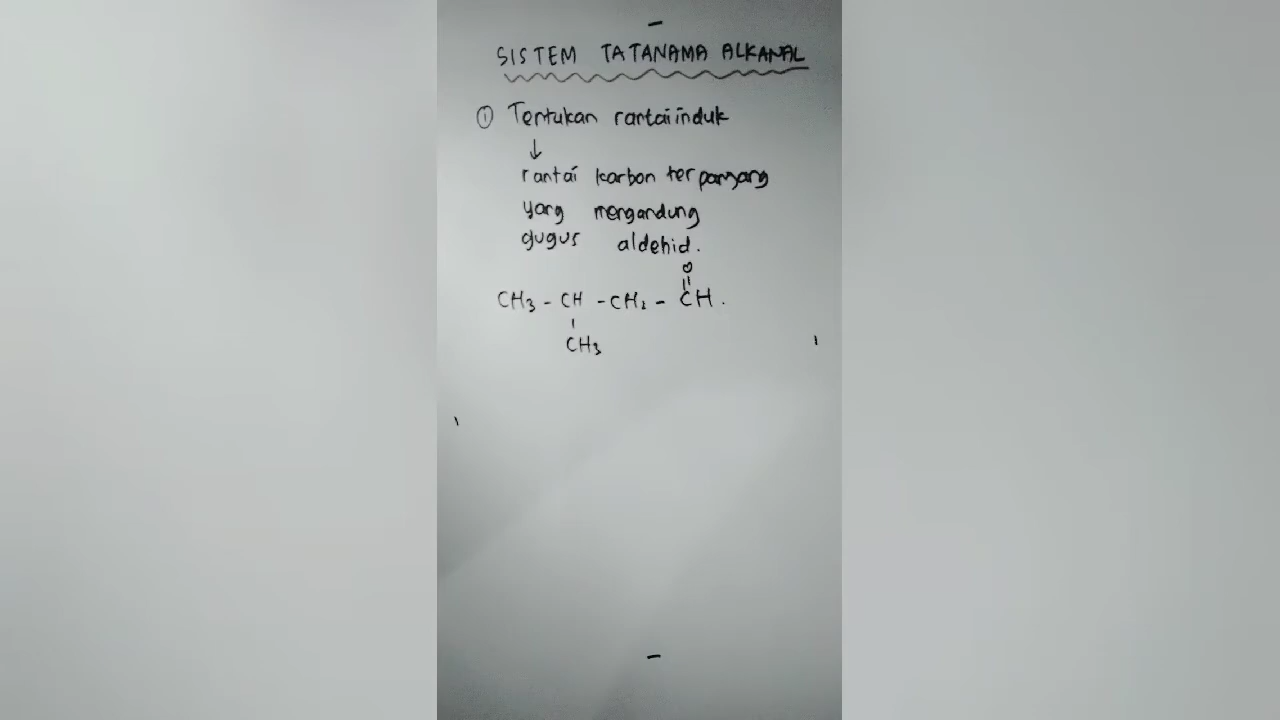 SISTEM TATANAMA ALKANAL
① Tentukan rantai induk
↓
rantai karbon terpanjang
yang mengandung
gugus aldehid.
O
||
CH₃ - CH - CH₂ - CH.
|
CH₃